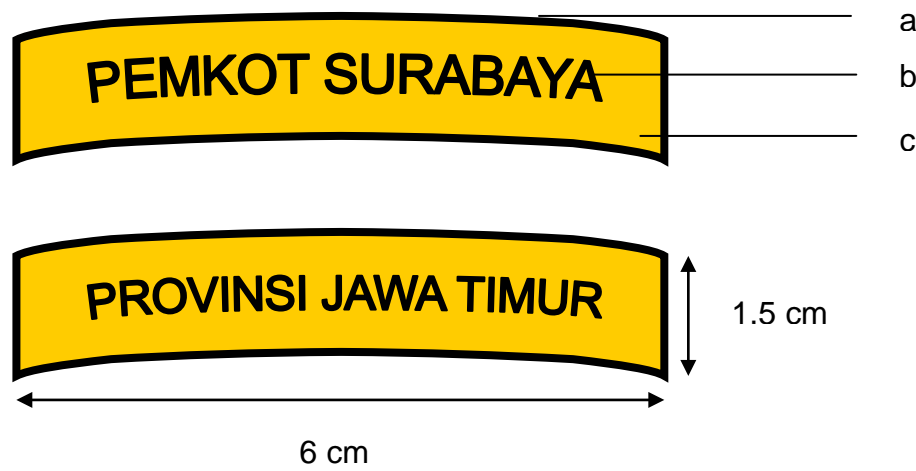 a
PEMKOT SURABAYA
b
c
PROVINSI JAWA TIMUR
1.5 cm
6 cm